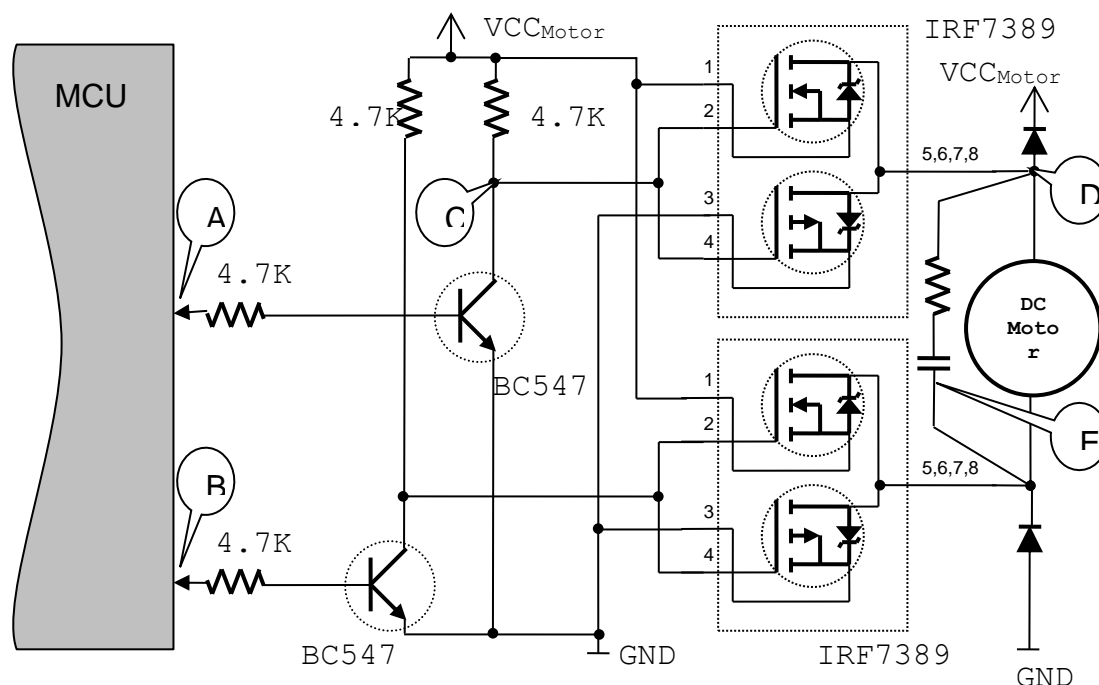 VCCMotor
IRF7389
MCU
VCCMotor
4.7K
4.7K
1
2
5,6,7,8
A
C
D
3
4
4.7K
DC
Moto
r
BC547
1
2
F
B
5,6,7,8
3
4.7K
4
BC547
GND
IRF7389
GND